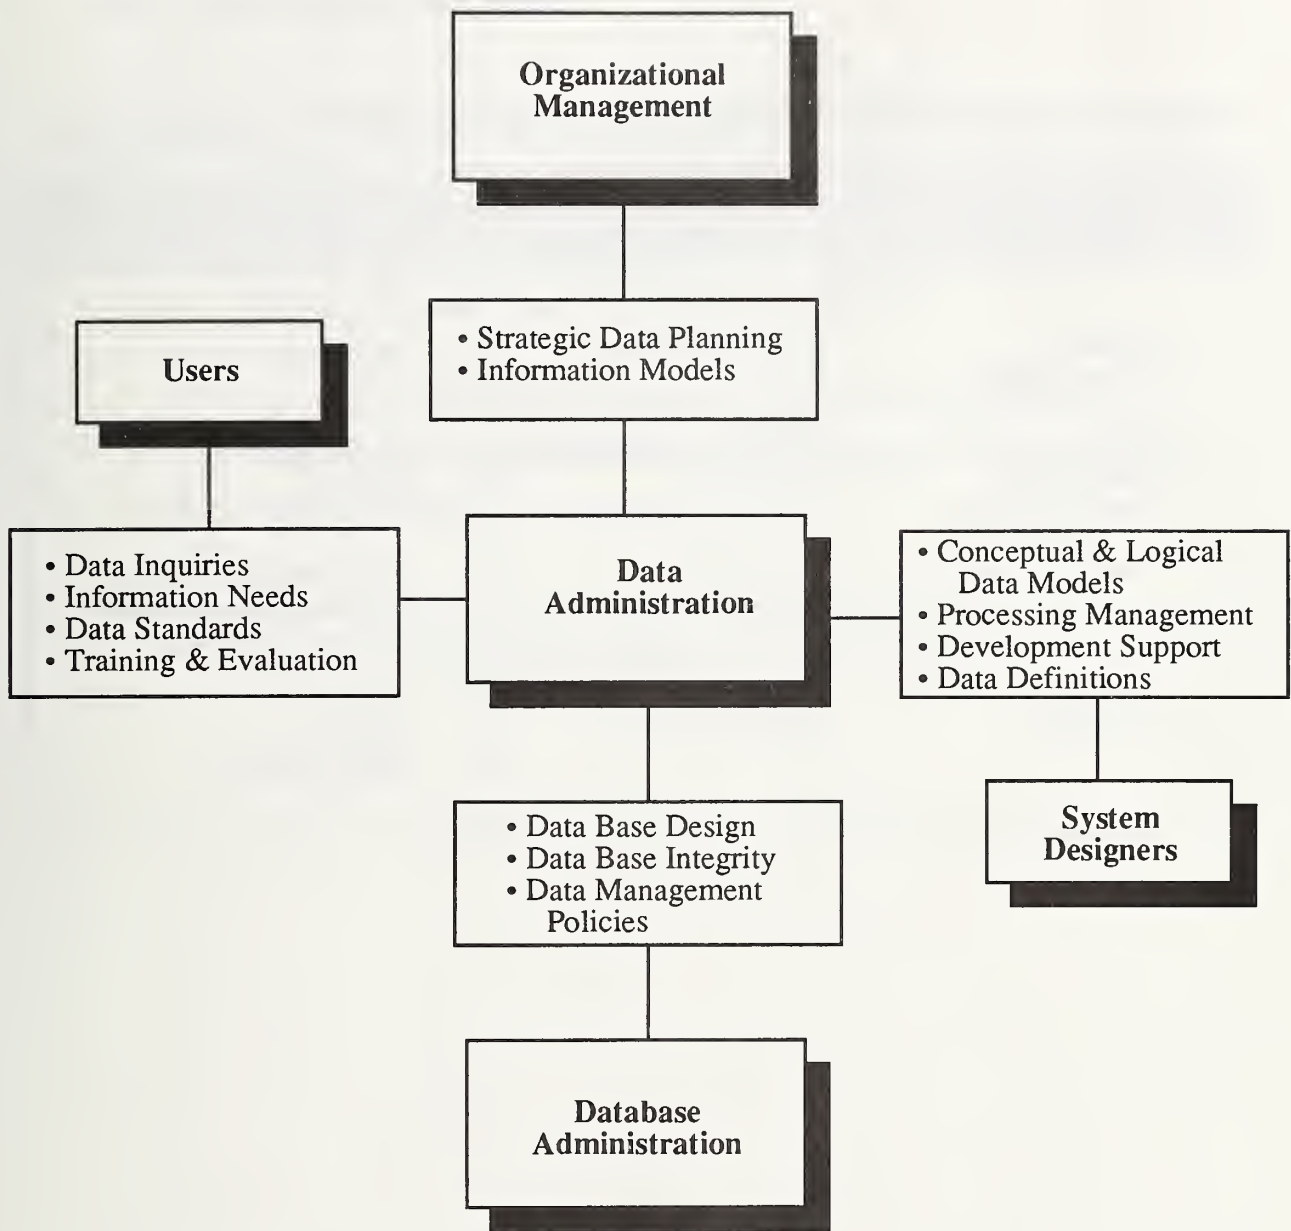 Organizational
Management
• Strategic Data Planning
• Information Models
Users
• Data Inquiries
• Information Needs
• Data Standards
• Training & Evaluation
Data
Administration
• Conceptual & Logical
Data Models
• Processing Management
• Development Support
• Data Definitions
System
Designers
• Data Base Design
• Data Base Integrity
• Data Management
Policies
Database
Administration